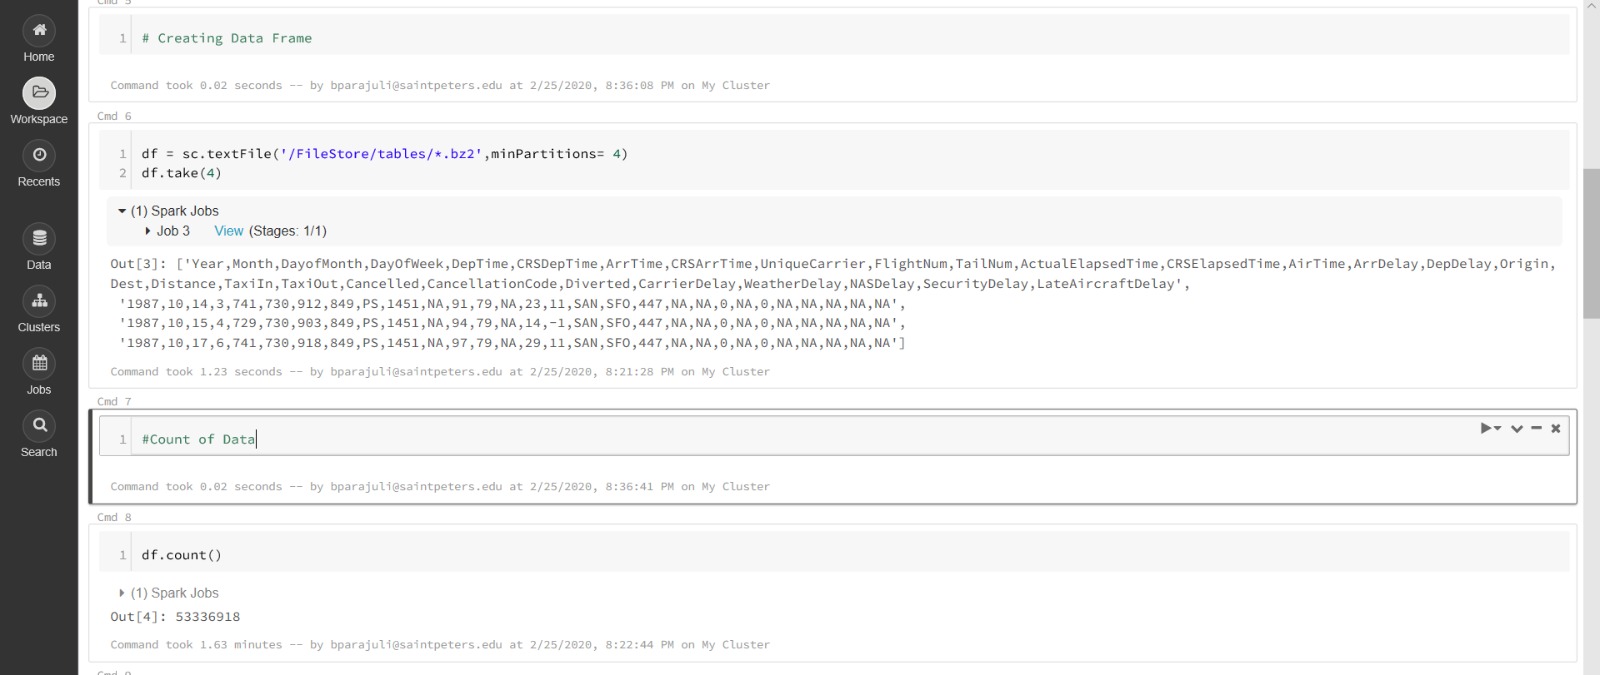 Home
Workspace
Recents
Data
Clusters
Jobs
Search
Cmd 5
1 # Creating Data Frame
Command took 0.02 seconds -- by bparajuli@saintpeters.edu at 2/25/2020, 8:36:08 PM on My Cluster
Cmd 6
1 df = sc.textFile('/FileStore/tables/*.bz2',minPartitions= 4)
2 df.take(4)
(1) Spark Jobs
Job 3 View (Stages: 1/1)
Out[3]: ['Year,Month,DayofMonth,DayOfWeek,DepTime,CRSDepTime,ArrTime,CRSArrTime,UniqueCarrier,FlightNum,TailNum,ActualElapsedTime,CRSElapsedTime,AirTime,ArrDelay,DepDelay,Origin,
Dest,Distance,TaxiIn,TaxiOut,Cancelled,CancellationCode,Diverted,CarrierDelay,WeatherDelay,NASDelay,SecurityDelay,LateAircraftDelay',
'1987,10,14,3,741,730,912,849,PS,1451,NA,91,79,NA,23,11,SAN,SFO,447,NA,NA,0,NA,0,NA,NA,NA,NA,NA',
'1987,10,15,4,729,730,903,849,PS,1451,NA,94,79,NA,14,-1,SAN,SFO,447,NA,NA,0,NA,0,NA,NA,NA,NA,NA',
'1987,10,17,6,741,730,918,849,PS,1451,NA,97,79,NA,29,11,SAN,SFO,447,NA,NA,0,NA,0,NA,NA,NA,NA,NA']
Command took 1.23 seconds -- by bparajuli@saintpeters.edu at 2/25/2020, 8:21:28 PM on My Cluster
Cmd 7
1 #Count of Data
Command took 0.02 seconds -- by bparajuli@saintpeters.edu at 2/25/2020, 8:36:41 PM on My Cluster
Cmd 8
1 df.count()
(1) Spark Jobs
Out[4]: 53336918
Command took 1.63 minutes -- by bparajuli@saintpeters.edu at 2/25/2020, 8:22:44 PM on My Cluster
Cmd 9